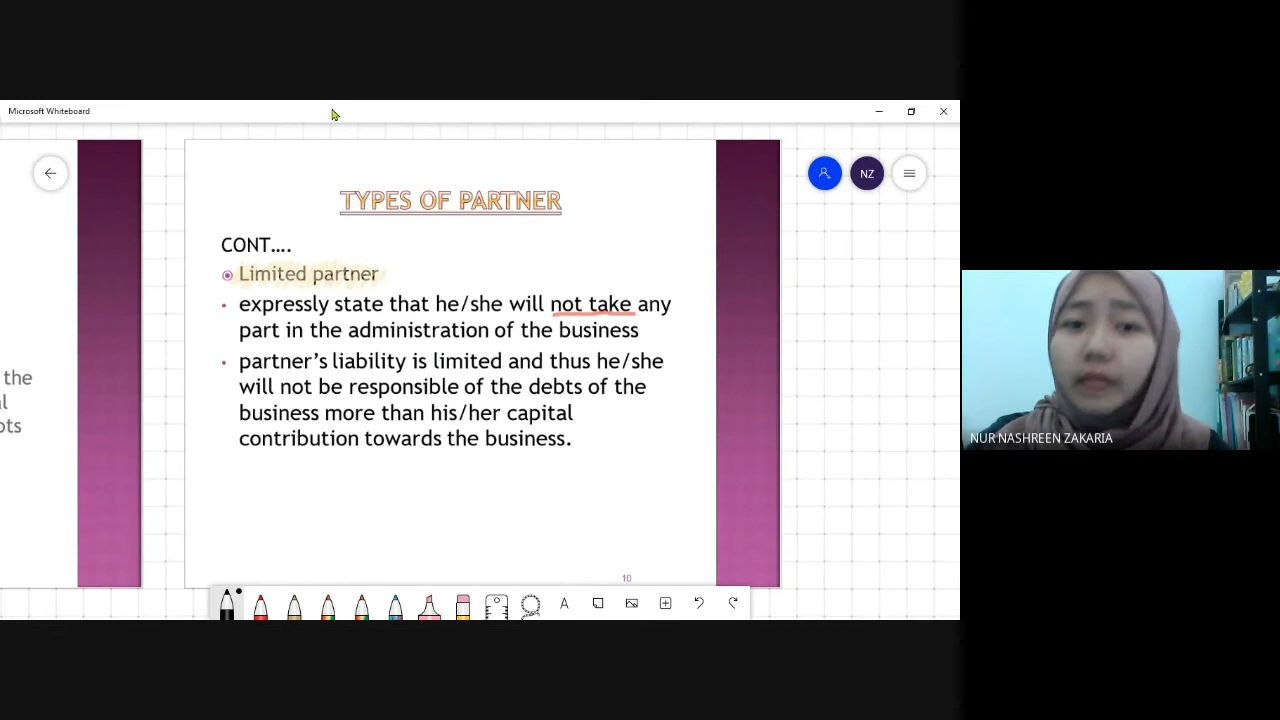 Microsoft Whiteboard
TYPES OF PARTNER
CONT....
Limited partner
expressly state that he/she will not take any
part in the administration of the business
partner's liability is limited and thus he/she
will not be responsible of the debts of the
business more than his/her capital
contribution towards the business.
10
the
NZ
A
NUR NASHREEN ZAKARIA